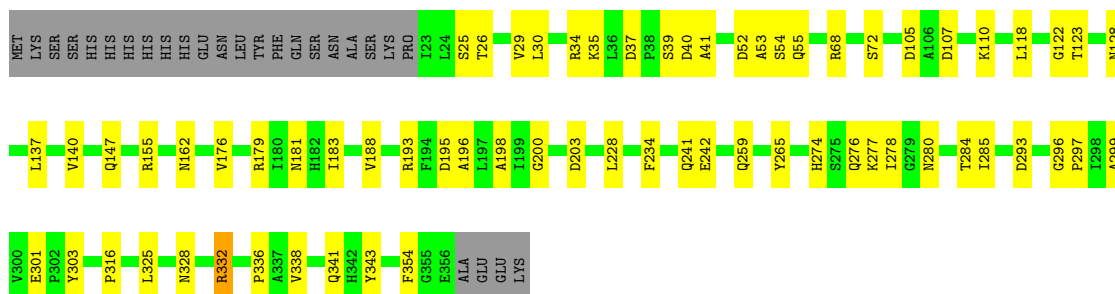 MET LYS SER SER HIS HIS HIS HIS HIS HIS GLU ASN LEU TYR PHE GLN SER ASN ALA SER LYS PRO I23 L24 S25 T26 V29 L30 R34 K35 L36 D37 P38 S39 D40 A41 D52 A53 S54 Q55 R68 S72 D105 A106 D107 K110 L118 G122 T123
L137 V140 Q147 R155 N162 V176 R179 I180 N181 H182 I183 V188 R193 F194 D195 A196 L197 A198 I199 G200 D203 L228 F234 Q241 E242 Q259 Y265 H274 S275 Q276 K277 I278 G279 N280 T284 I285 D293 G296 P297 I298
V300 E301 P302 Y303 P316 L325 N328 R332 P336 A337 V338 Q341 H342 Y343 F354 G355 E356 ALA GLU GLU LYS